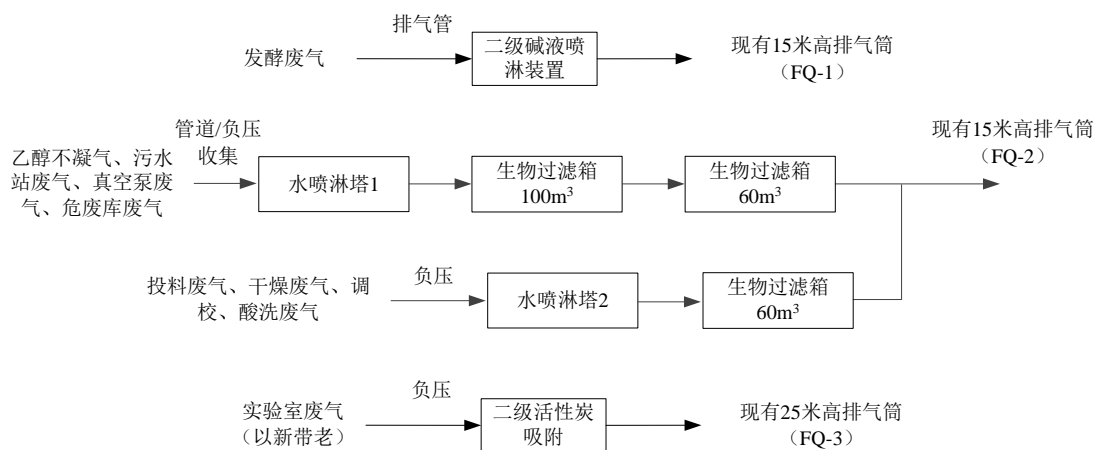 排气管
发酵废气
二级碱液喷
淋装置
现有15米高排气筒
（FQ-1）
管道/负压
收集
乙醇不凝气、污水
站废气、真空泵废
气、危废库废气
水喷淋塔1
生物过滤箱
100m³
生物过滤箱
60m³
现有15米高排气筒
（FQ-2）
投料废气、干燥废气、调
校、酸洗废气
负压
水喷淋塔2
生物过滤箱
60m³
实验室废气
（以新带老）
负压
二级活性炭
吸附
现有25米高排气筒
（FQ-3）